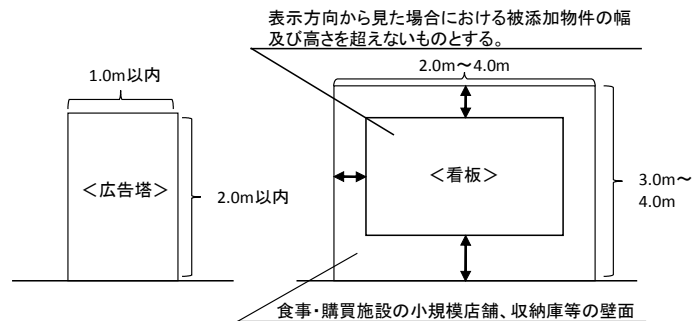 表示方向から見た場合における被添加物件の幅
及び高さを超えないものとする。
1.0m以内
2.0m～4.0m
＜広告塔＞
2.0m以内
＜看板＞
3.0m～
4.0m
食事・購買施設の小規模店舗、収納庫等の壁面